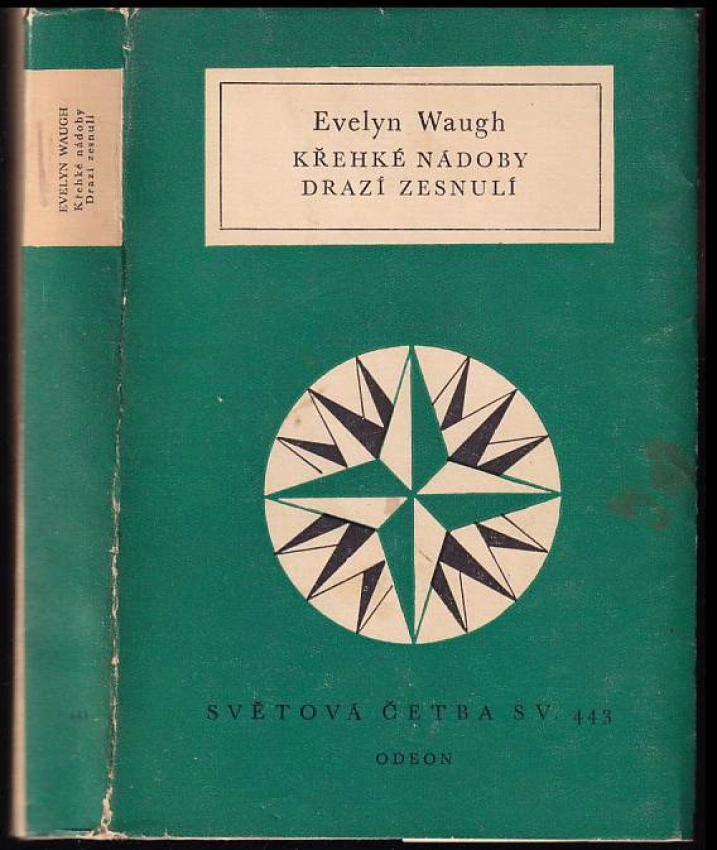 EVELYN WAUGH
Křehké nádoby
Drazí zesnulí
443
Evelyn Waugh
KŘEHKÉ NÁDOBY
DRAZÍ ZESNULÍ
SVĚTOVÁ ČETBA SV. 443
ODEON